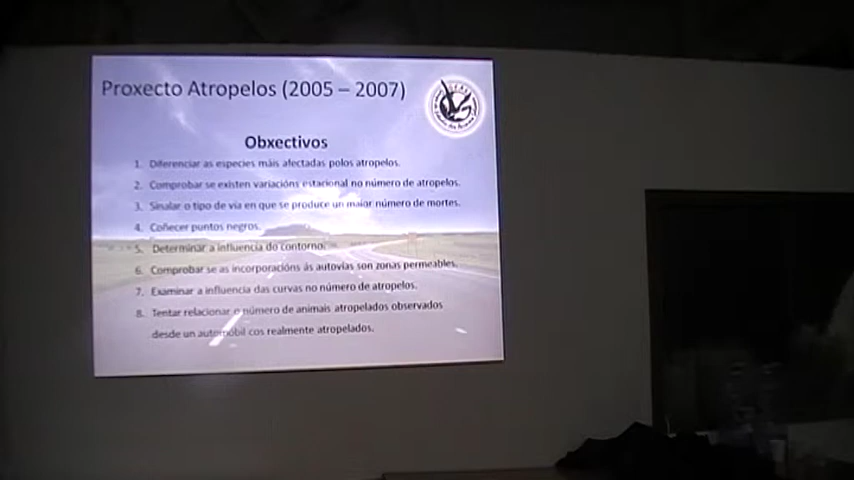 Proxecto Atropelos (2005 – 2007)
Obxectivos
1. Diferenciar as especies máis afectadas polos atropelos.
2. Comprobar se existen variacións estacional no número de atropelos.
3. Sinalar o tipo de via en que se produce un maior número de mortes.
4. Coñecer puntos negros.
5. Determinar a influencia do contorno.
6. Comprobar se as incorporacións ás autovías son zonas permeables.
7. Examinar a influencia das curvas no número de atropelos.
8. Tentar relacionar o número de animais atropelados observados
desde un automóbil cos realmente atropelados.